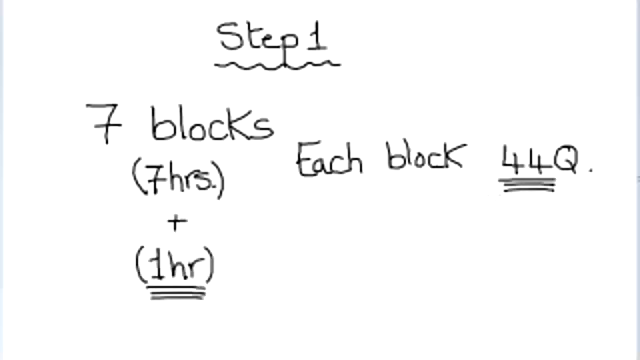 Step 1
7 blocks
(7hrs.)
+
(1hr)
Each block 44Q.